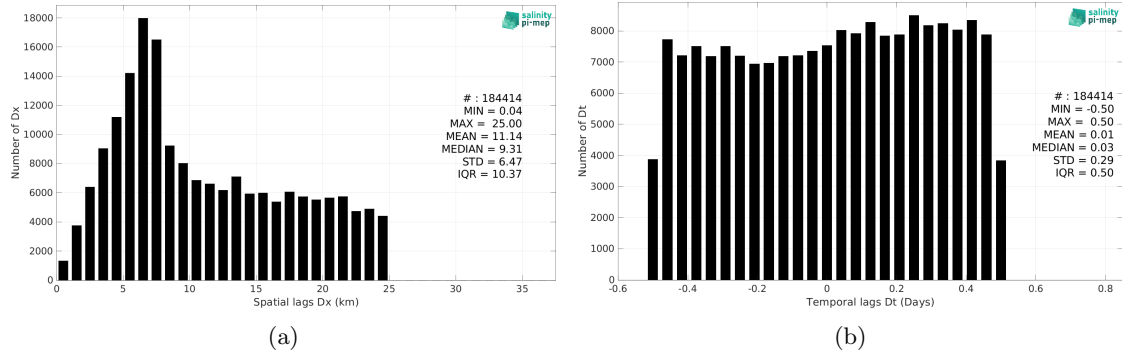 18000
16000
14000
12000
10000
8000
6000
4000
2000
0
Number of Dx
salinity
pi-mep
# : 184414
MIN = 0.04
MAX = 25.00
MEAN = 11.14
MEDIAN = 9.31
STD = 6.47
IQR = 10.37
0 5 10 15 20 25 30 35
Spatial lags Dx (km)
(a)
8000
7000
6000
5000
4000
3000
2000
1000
0
Number of Dt
salinity
pi-mep
# : 184414
MIN = -0.50
MAX = 0.50
MEAN = 0.01
MEDIAN = 0.03
STD = 0.29
IQR = 0.50
-0.6 -0.4 -0.2 0 0.2 0.4 0.6 0.8
Temporal lags Dt (Days)
(b)